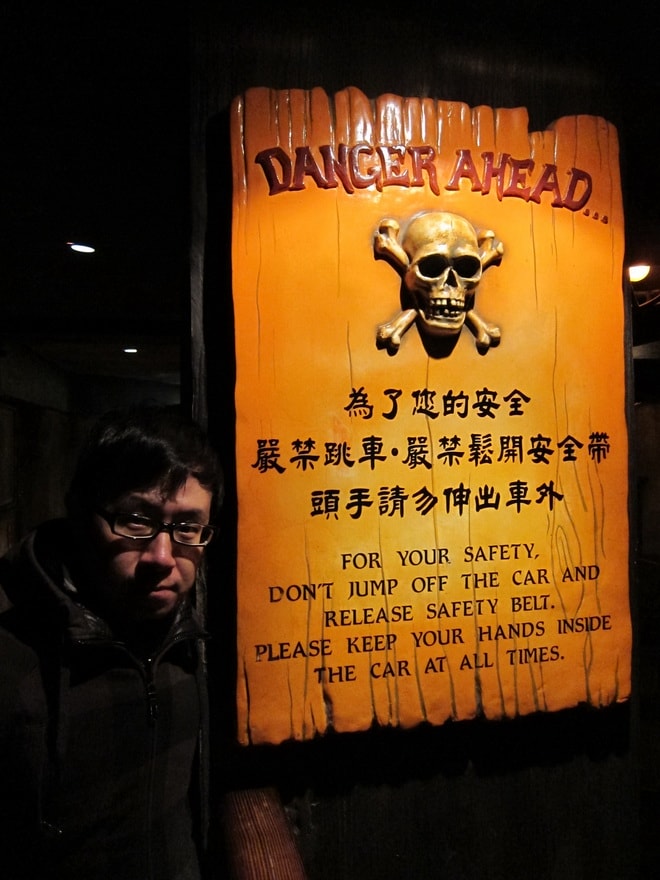 DANGER AHEAD...
為了您的安全
嚴禁跳車·嚴禁鬆開安全帶
頭手請勿伸出車外
FOR YOUR SAFETY,
DON'T JUMP OFF THE CAR AND
RELEASE SAFETY BELT.
PLEASE KEEP YOUR HANDS INSIDE
THE CAR AT ALL TIMES.